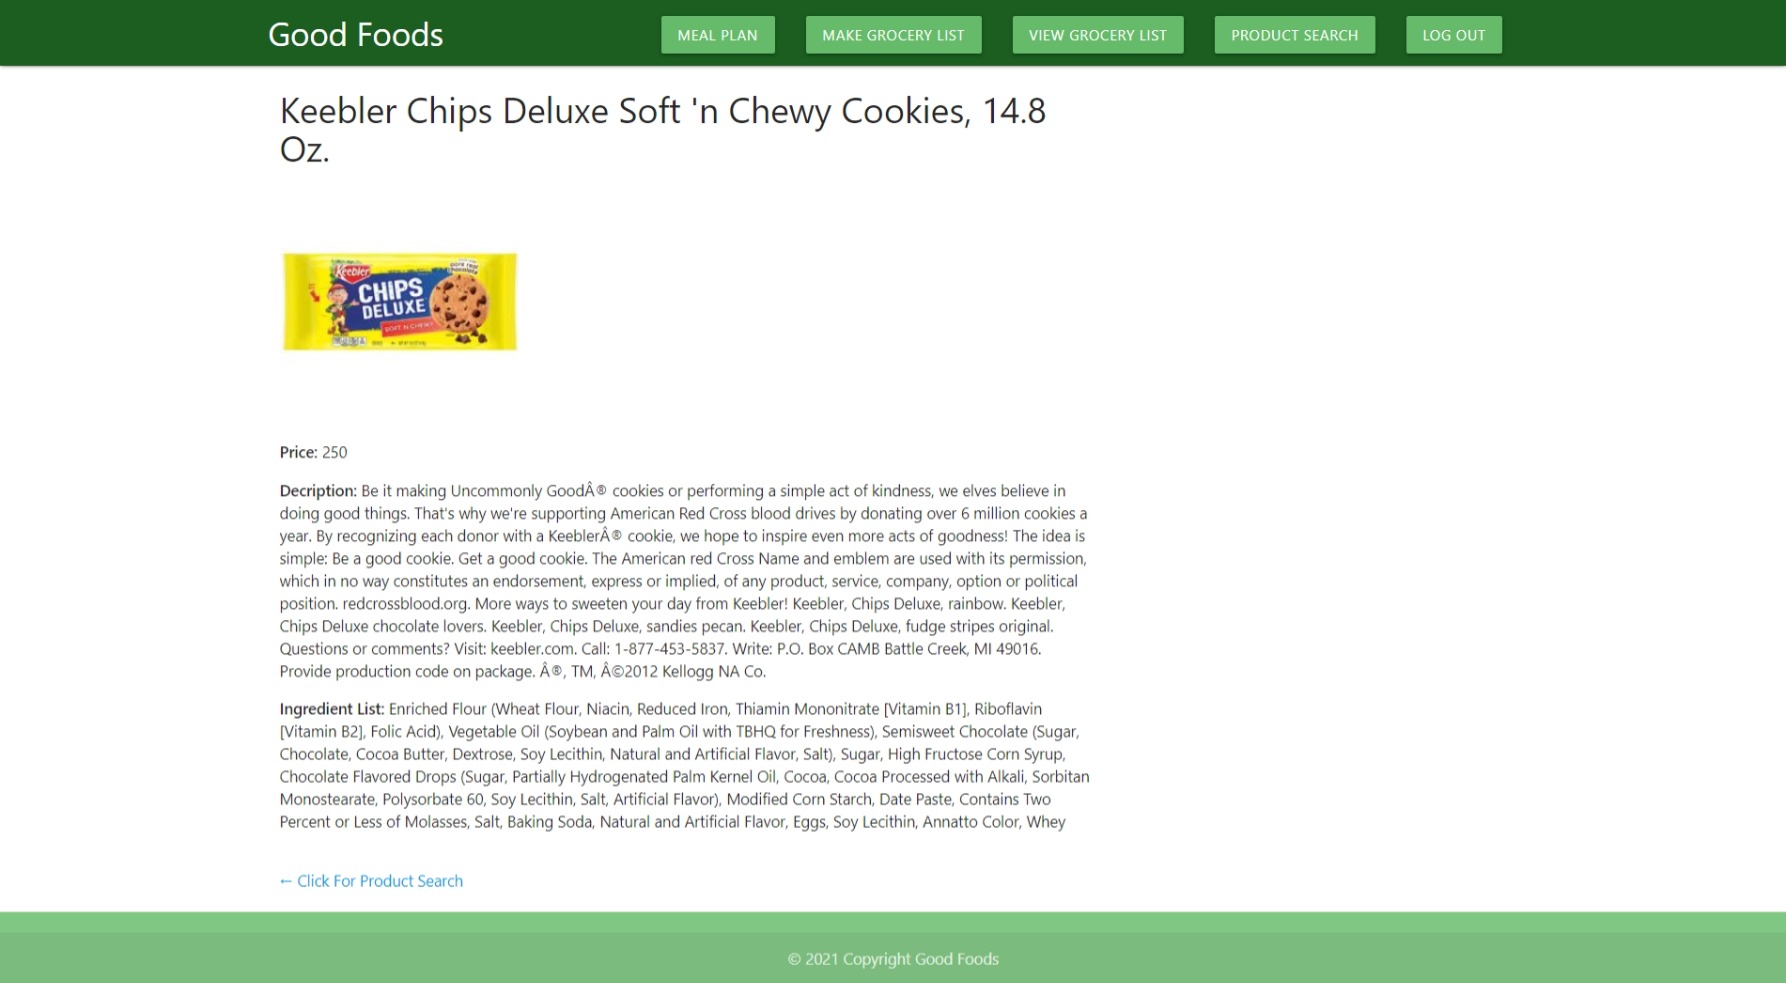 Good Foods
MEAL PLAN
MAKE GROCERY LIST
VIEW GROCERY LIST
PRODUCT SEARCH
LOG OUT
Keebler Chips Deluxe Soft 'n Chewy Cookies, 14.8
Oz.
Keebler
CHIPS
DELUXE
SOFT 'N CHEWY
Price: 250
Decription: Be it making Uncommonly GoodÂ® cookies or performing a simple act of kindness, we elves believe in
doing good things. That's why we're supporting American Red Cross blood drives by donating over 6 million cookies a
year. By recognizing each donor with a KeeblerÂ® cookie, we hope to inspire even more acts of goodness! The idea is
simple: Be a good cookie. Get a good cookie. The American red Cross Name and emblem are used with its permission,
which in no way constitutes an endorsement, express or implied, of any product, service, company, option or political
position. redcrossblood.org. More ways to sweeten your day from Keebler! Keebler, Chips Deluxe, rainbow. Keebler,
Chips Deluxe chocolate lovers. Keebler, Chips Deluxe, sandies pecan. Keebler, Chips Deluxe, fudge stripes original.
Questions or comments? Visit: keebler.com. Call: 1-877-453-5837. Write: P.O. Box CAMB Battle Creek, MI 49016.
Provide production code on package. Â®, TM, Â©2012 Kellogg NA Co.
Ingredient List: Enriched Flour (Wheat Flour, Niacin, Reduced Iron, Thiamin Mononitrate [Vitamin B1], Riboflavin
[Vitamin B2], Folic Acid), Vegetable Oil (Soybean and Palm Oil with TBHQ for Freshness), Semisweet Chocolate (Sugar,
Chocolate, Cocoa Butter, Dextrose, Soy Lecithin, Natural and Artificial Flavor, Salt), Sugar, High Fructose Corn Syrup,
Chocolate Flavored Drops (Sugar, Partially Hydrogenated Palm Kernel Oil, Cocoa, Cocoa Processed with Alkali, Sorbitan
Monostearate, Polysorbate 60, Soy Lecithin, Salt, Artificial Flavor), Modified Corn Starch, Date Paste, Contains Two
Percent or Less of Molasses, Salt, Baking Soda, Natural and Artificial Flavor, Eggs, Soy Lecithin, Annatto Color, Whey
← Click For Product Search
© 2021 Copyright Good Foods